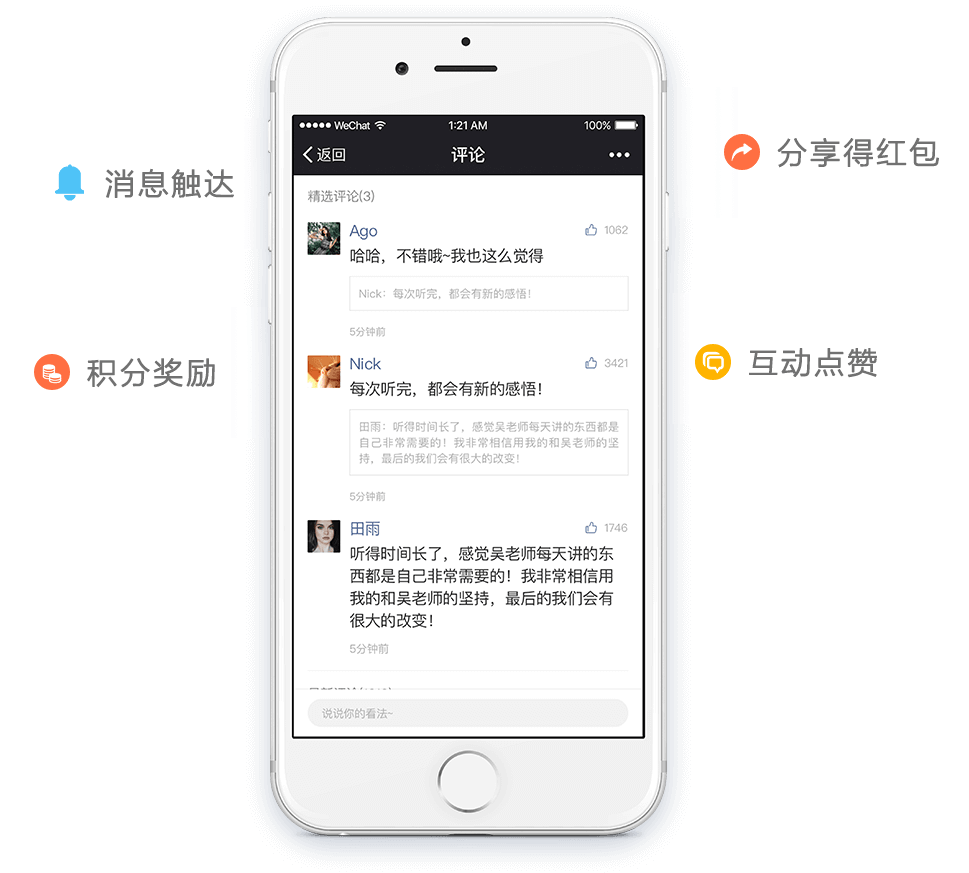 WeChat
1:21 AM
100%
返回
评论
分享得红包
消息触达
精选评论(3)
Ago
1062
哈哈，不错哦~我也这么觉得
Nick：每次听完，都会有新的感悟！
5分钟前
积分奖励
互动点赞
Nick
3421
每次听完，都会有新的感悟！
田雨：听得时间长了，感觉吴老师每天讲的东西都是
自己非常需要的！我非常相信用我的和吴老师的坚
持，最后的我们会有很大的改变！
5分钟前
田雨
1746
听得时间长了，感觉吴老师每天讲的东
西都是自己非常需要的！我非常相信用
我的和吴老师的坚持，最后的我们会有
很大的改变！
5分钟前
说说你的看法~